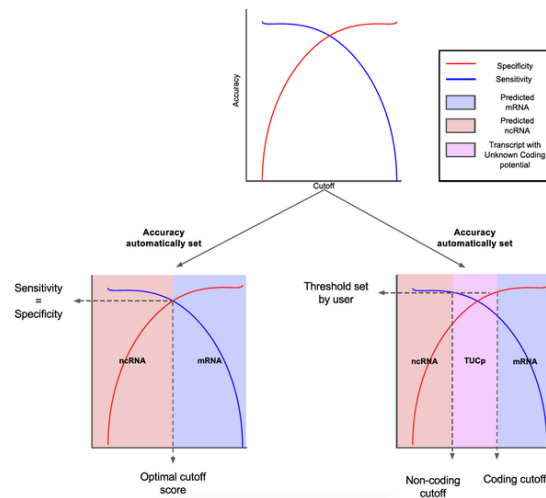 Accuracy
Cutoff
Specificity
Sensitivity
Predicted
mRNA
Predicted
ncRNA
Transcript with
Unknown Coding
potential
Accuracy
automatically set
Accuracy
automatically set
Sensitivity
=
Specificity
ncRNA
mRNA
Optimal cutoff
score
Threshold set
by user
ncRNA
TUCp
mRNA
Non-coding
cutoff
Coding cutoff